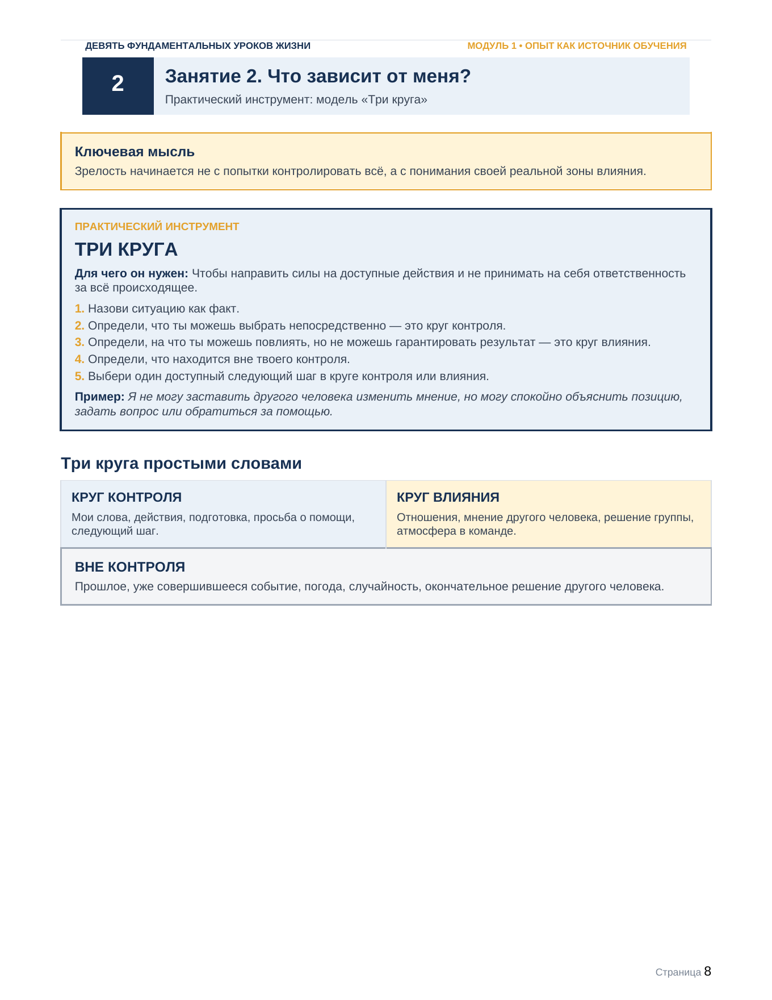 ДЕВЯТЬ ФУНДАМЕНТАЛЬНЫХ УРОКОВ ЖИЗНИ
МОДУЛЬ 1 • ОПЫТ КАК ИСТОЧНИК ОБУЧЕНИЯ
2
Занятие 2. Что зависит от меня?
Практический инструмент: модель «Три круга»
Ключевая мысль
Зрелость начинается не с попытки контролировать всё, а с понимания своей реальной зоны влияния.
ПРАКТИЧЕСКИЙ ИНСТРУМЕНТ
ТРИ КРУГА
Для чего он нужен: Чтобы направить силы на доступные действия и не принимать на себя ответственность
за всё происходящее.
1. Назови ситуацию как факт.
2. Определи, что ты можешь выбрать непосредственно — это круг контроля.
3. Определи, на что ты можешь повлиять, но не можешь гарантировать результат — это круг влияния.
4. Определи, что находится вне твоего контроля.
5. Выбери один доступный следующий шаг в круге контроля или влияния.
Пример: Я не могу заставить другого человека изменить мнение, но могу спокойно объяснить позицию,
задать вопрос или обратиться за помощью.
Три круга простыми словами
КРУГ КОНТРОЛЯ
Мои слова, действия, подготовка, просьба о помощи,
следующий шаг.
КРУГ ВЛИЯНИЯ
Отношения, мнение другого человека, решение группы,
атмосфера в команде.
ВНЕ КОНТРОЛЯ
Прошлое, уже совершившееся событие, погода, случайность, окончательное решение другого человека.
Страница 8